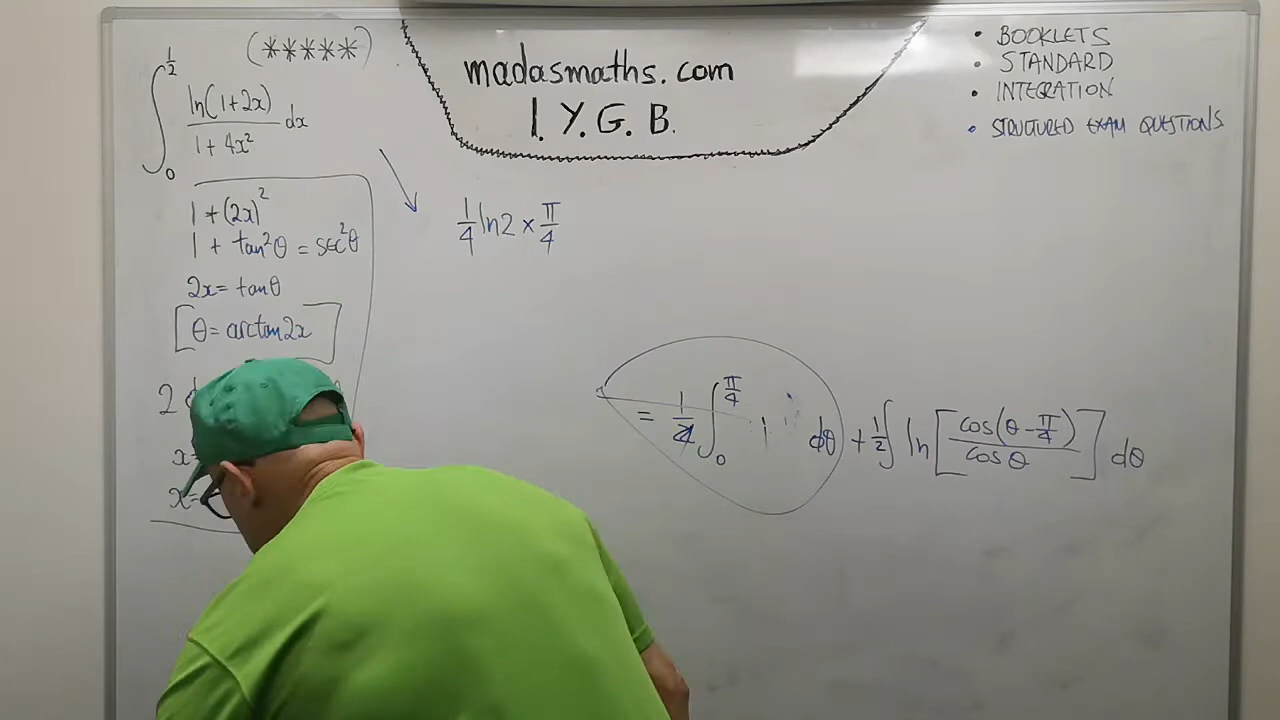 (*****)
∫₀^½ ln(1+2x)/(1+4x²) dx
1+(2x)²
1 + tan²θ = sec²θ
2x = tanθ
[θ = arctan2x]
2
x=
x=
madasmaths.com
I. Y. G. B.
1/4 ln2 × π/4
= 1/4 ∫₀^(π/4) 1 dθ + 1/2 ∫ ln[cos(θ-π/4)/cosθ] dθ
• BOOKLETS
• STANDARD
• INTEGRATION
• STRUCTURED EXAM QUESTIONS